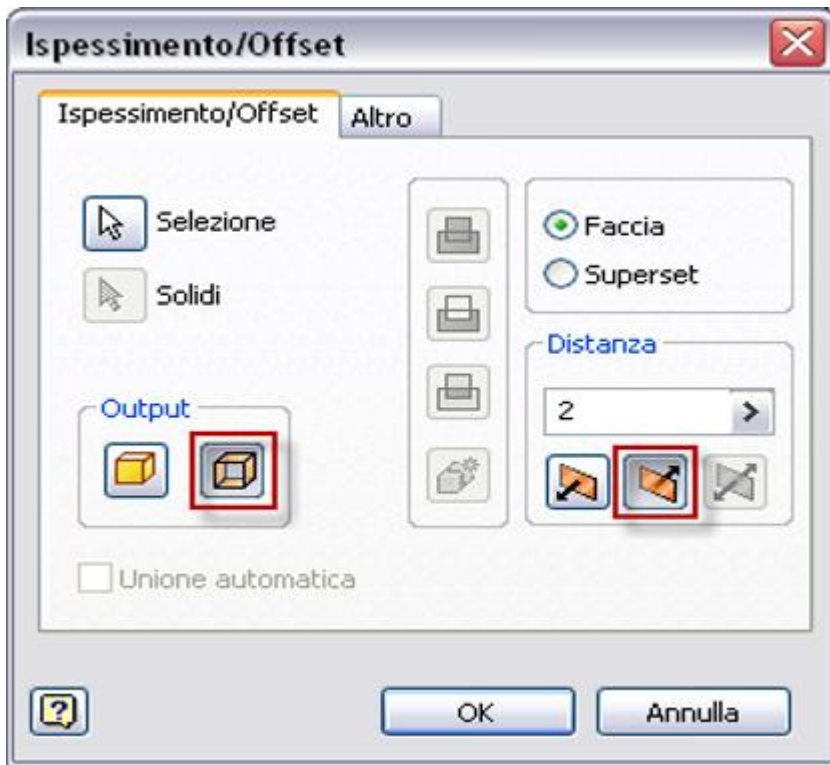 Ispessimento/Offset
Ispessimento/Offset
Altro
Selezione
Solidi
Output
Unione automatica
Faccia
Superset
Distanza
2
OK
Annulla